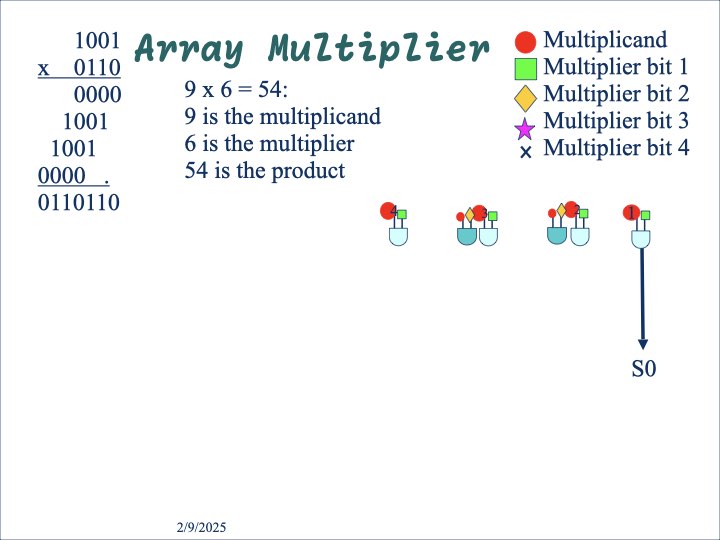 Array Multiplier
1001
x 0110
0000
1001
1001
0000 .
0110110
9 x 6 = 54:
9 is the multiplicand
6 is the multiplier
54 is the product
Multiplicand
Multiplier bit 1
Multiplier bit 2
Multiplier bit 3
x Multiplier bit 4
4 3 2 1
S0
2/9/2025